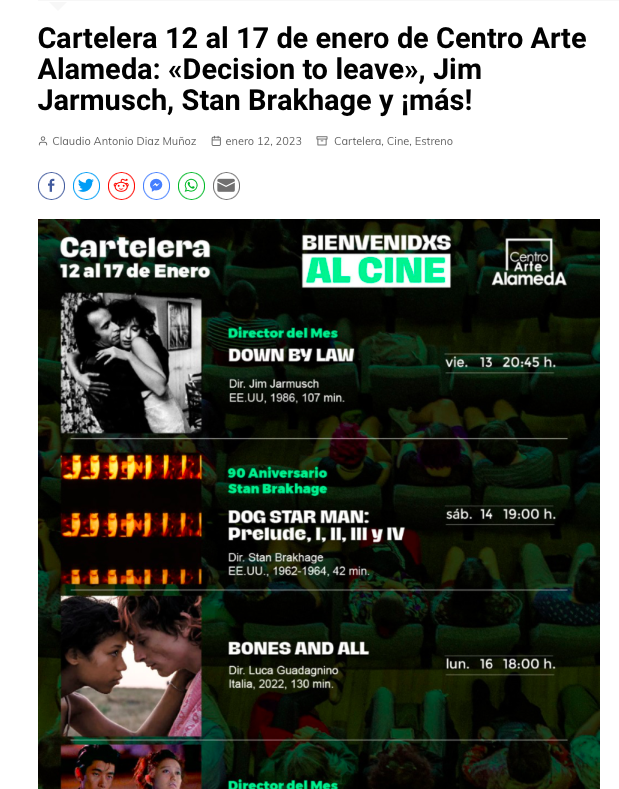 Cartelera 12 al 17 de enero de Centro Arte
Alameda: «Decision to leave», Jim
Jarmusch, Stan Brakhage y ¡más!
Claudio Antonio Diaz Muñoz enero 12, 2023 Cartelera, Cine, Estreno
Cartelera
12 al 17 de Enero
BIENVENIDXS
AL CINE
Centro
Arte
AlamedA
Director del Mes
DOWN BY LAW
Dir. Jim Jarmusch
EE.UU, 1986, 107 min.
vie. 13 20:45 h.
90 Aniversario
Stan Brakhage
DOG STAR MAN:
Prelude, I, II, III y IV
Dir. Stan Brakhage
EE.UU., 1962-1964, 42 min.
sáb. 14 19:00 h.
BONES AND ALL
Dir. Luca Guadagnino
Italia, 2022, 130 min.
lun. 16 18:00 h.
Director del Mes